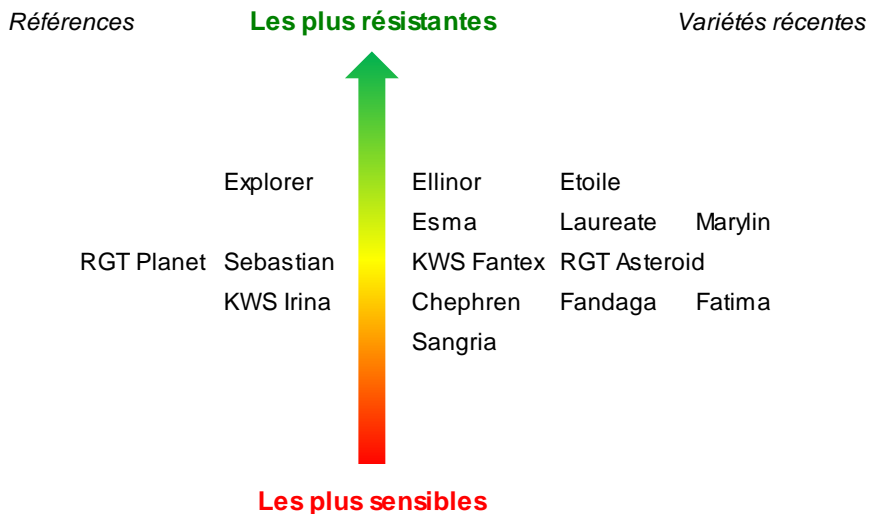 Références Les plus résistantes Variétés récentes
Explorer Ellinor Etoile
Esma Laureate Marylin
RGT Planet Sebastian KWS Fantex RGT Asteroid
KWS Irina Chephren Fandaga Fatima
Sangria
Les plus sensibles